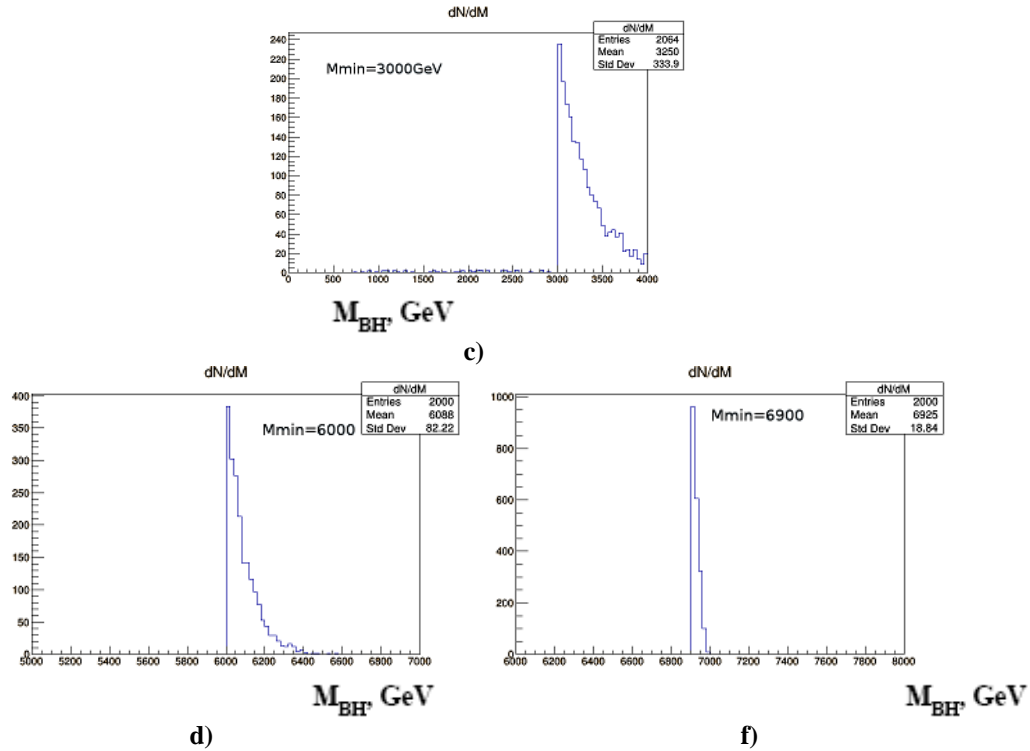 dN/dM
dN/dM
Entries 2064
Mean 3250
Std Dev 333.9
Mmin=3000GeV
240
220
200
180
160
140
120
100
80
60
40
20
0
0 500 1000 1500 2000 2500 3000 3500 4000
M_BH, GeV
c)
dN/dM
dN/dM
Entries 2000
Mean 6088
Std Dev 82.22
Mmin=6000
400
350
300
250
200
150
100
50
0
5000 5200 5400 5600 5800 6000 6200 6400 6600 6800 7000
M_BH, GeV
d)
dN/dM
dN/dM
Entries 2000
Mean 6925
Std Dev 18.84
Mmin=6900
1000
800
600
400
200
0
6000 6200 6400 6600 6800 7000 7200 7400 7600 7800 8000
M_BH, GeV
f)